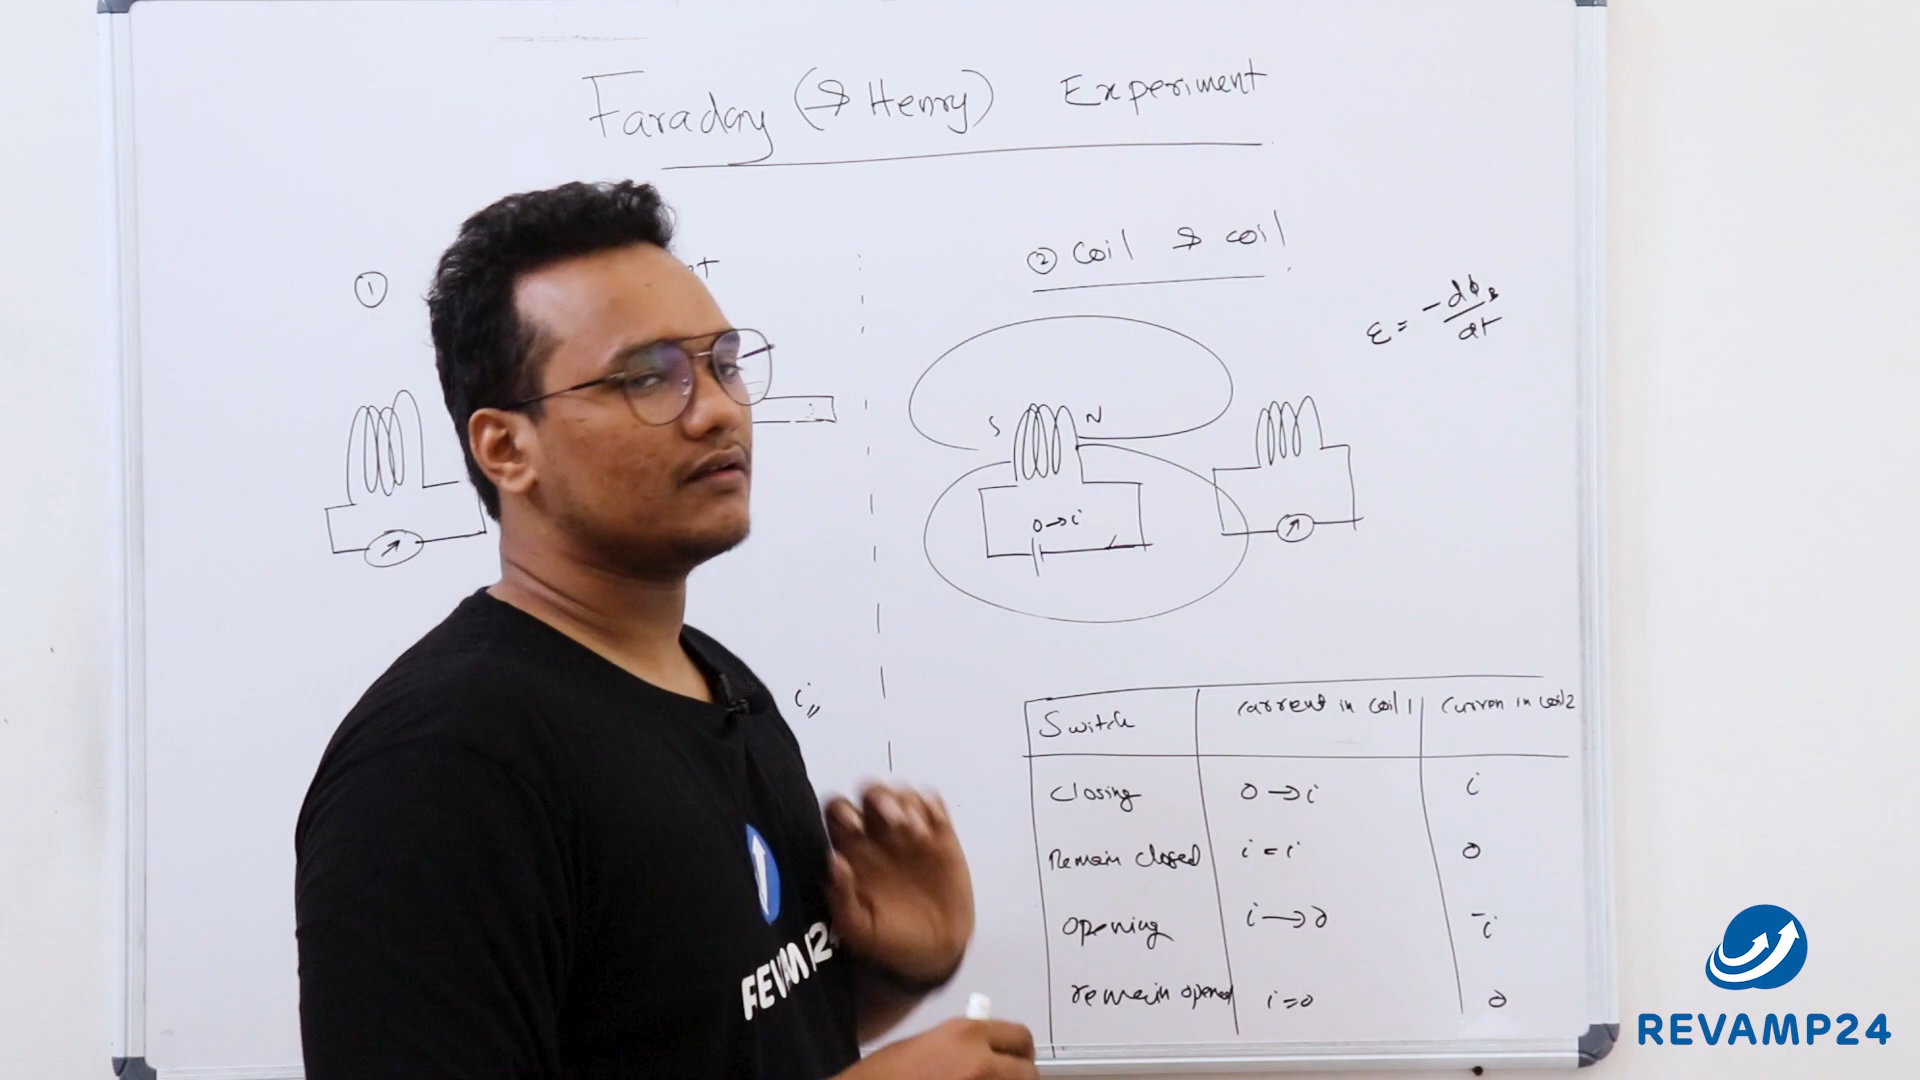 Faraday (& Henry) Experiment
①
② Coil & coil
ε = -dΦB/dt
S N
0→i
i
Switch current in coil 1 Curren in coil 2
Closing 0→i i
Remain closed i = i 0
Opening i→0 -i
remain opened i=0 0
REVAMP24
REVAMP24